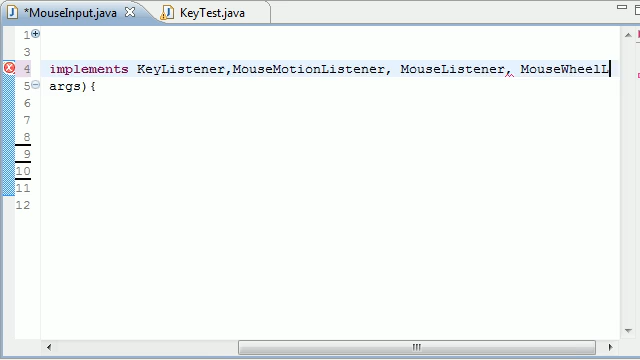 *MouseInput.java
KeyTest.java
1
3
4 implements KeyListener,MouseMotionListener, MouseListener, MouseWheelL
5 args){
6
7
8
9
10
11
12